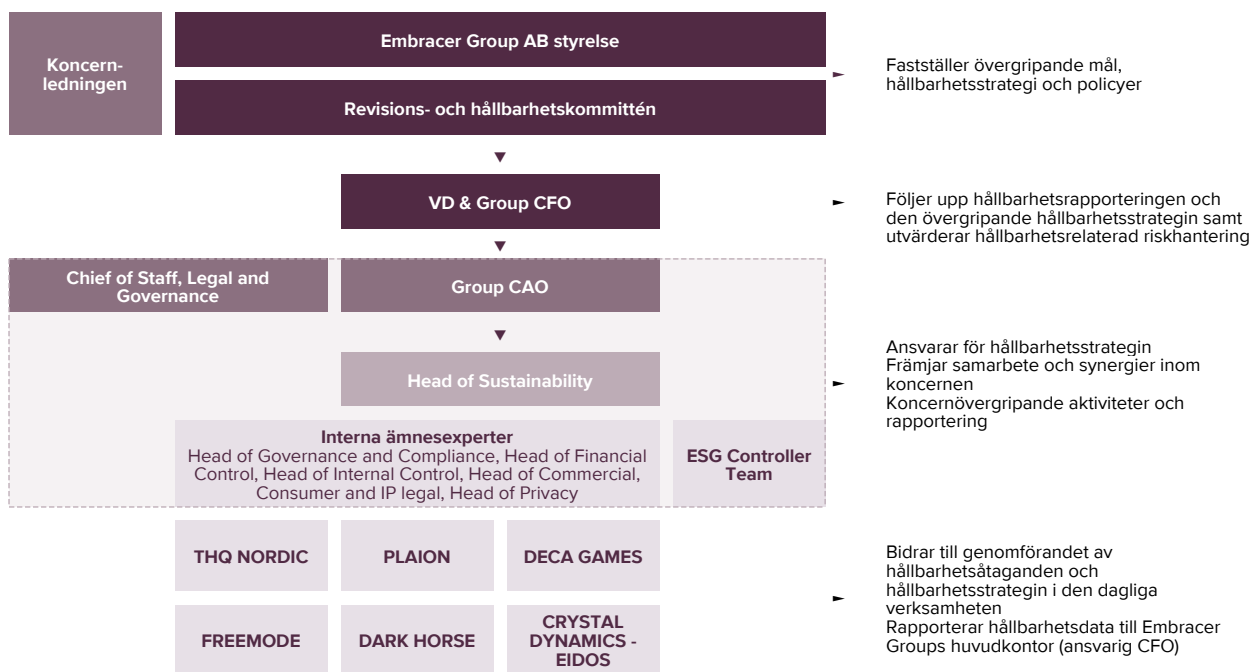 Koncern-
ledningen
Embracer Group AB styrelse
Revisions- och hållbarhetskommittén
Fastställer övergripande mål,
hållbarhetsstrategi och policyer
VD & Group CFO
Följer upp hållbarhetsrapporteringen och
den övergripande hållbarhetsstrategin samt
utvärderar hållbarhetsrelaterad riskhantering
Chief of Staff, Legal and
Governance
Group CAO
Head of Sustainability
Ansvarar för hållbarhetsstrategin
Främjar samarbete och synergier inom
koncernen
Koncernövergripande aktiviteter och
rapportering
Interna ämnesexperter
Head of Governance and Compliance, Head of Financial
Control, Head of Internal Control, Head of Commercial,
Consumer and IP legal, Head of Privacy
ESG Controller
Team
THQ NORDIC
PLAION
DECA GAMES
FREEMODE
DARK HORSE
CRYSTAL
DYNAMICS -
EIDOS
Bidrar till genomförandet av
hållbarhetsåtaganden och
hållbarhetsstrategin i den dagliga
verksamheten
Rapporterar hållbarhetsdata till Embracer
Groups huvudkontor (ansvarig CFO)